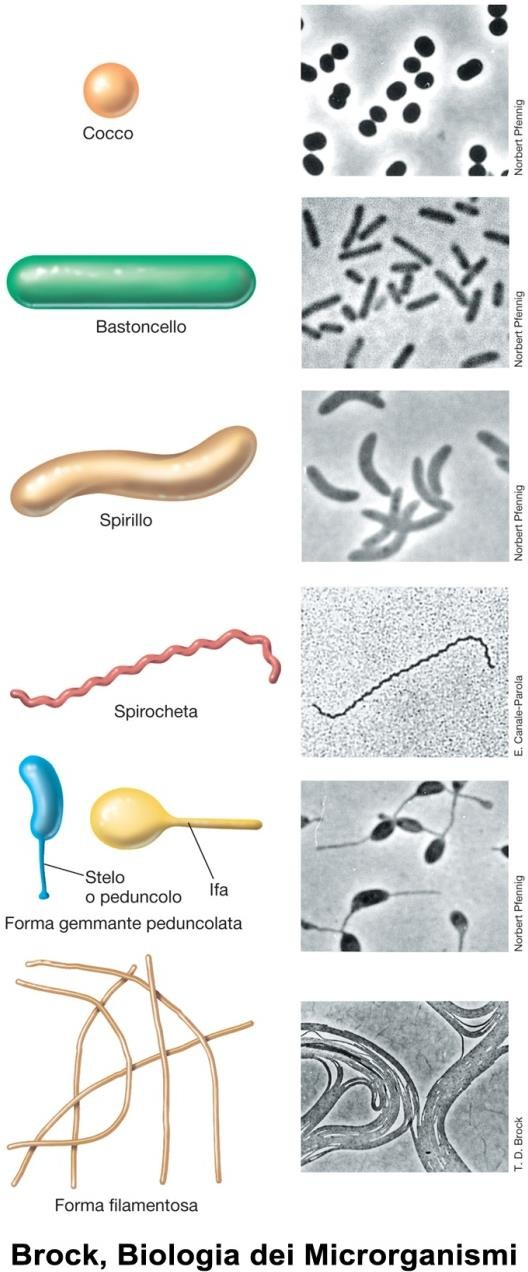 Cocco
Norbert Pfennig
Bastoncello
Norbert Pfennig
Spirillo
Norbert Pfennig
Spirocheta
E. Canale-Parola
Stelo
o peduncolo
Ifa
Forma gemmante peduncolata
Norbert Pfennig
Forma filamentosa
T. D. Brock
Brock, Biologia dei Microrganismi